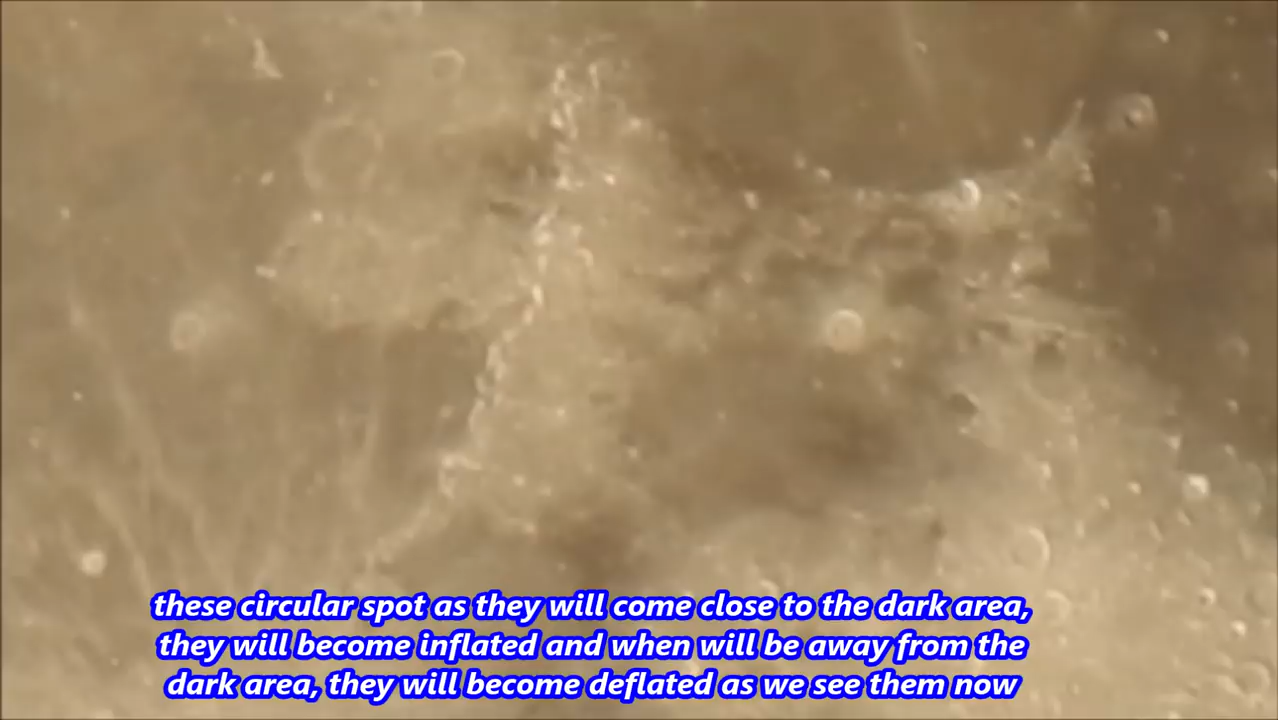 these circular spot as they will come close to the dark area,
they will become inflated and when will be away from the
dark area, they will become deflated as we see them now